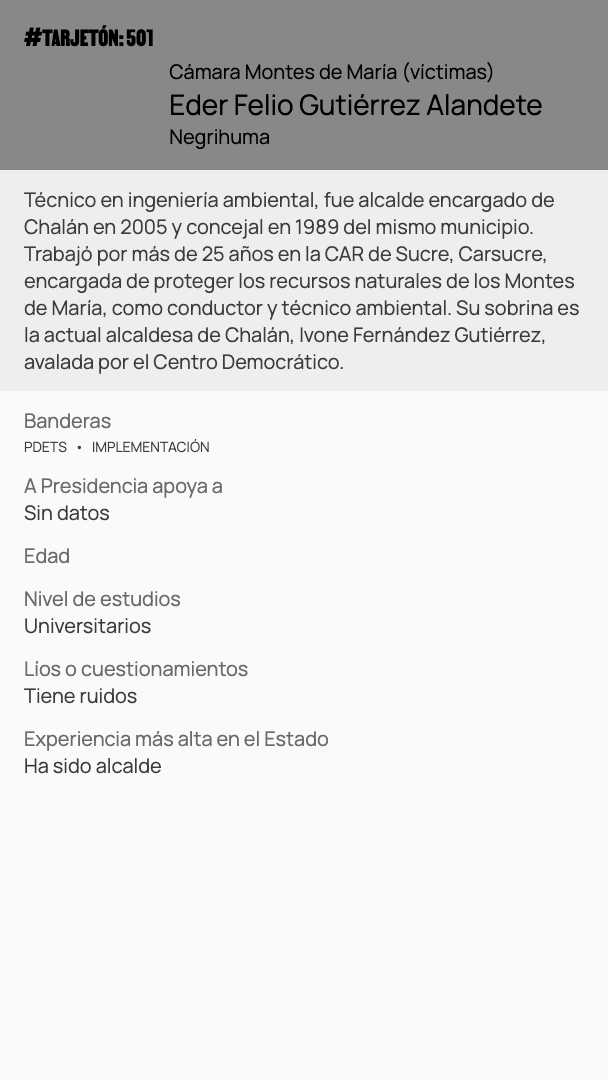 #TARJETÓN: 501
Cámara Montes de María (víctimas)
Eder Felio Gutiérrez Alandete
Negrihuma
Técnico en ingeniería ambiental, fue alcalde encargado de
Chalán en 2005 y concejal en 1989 del mismo municipio.
Trabajó por más de 25 años en la CAR de Sucre, Carsucre,
encargada de proteger los recursos naturales de los Montes
de María, como conductor y técnico ambiental. Su sobrina es
la actual alcaldesa de Chalán, Ivone Fernández Gutiérrez,
avalada por el Centro Democrático.
Banderas
PDETS • IMPLEMENTACIÓN
A Presidencia apoya a
Sin datos
Edad
Nivel de estudios
Universitarios
Líos o cuestionamientos
Tiene ruidos
Experiencia más alta en el Estado
Ha sido alcalde